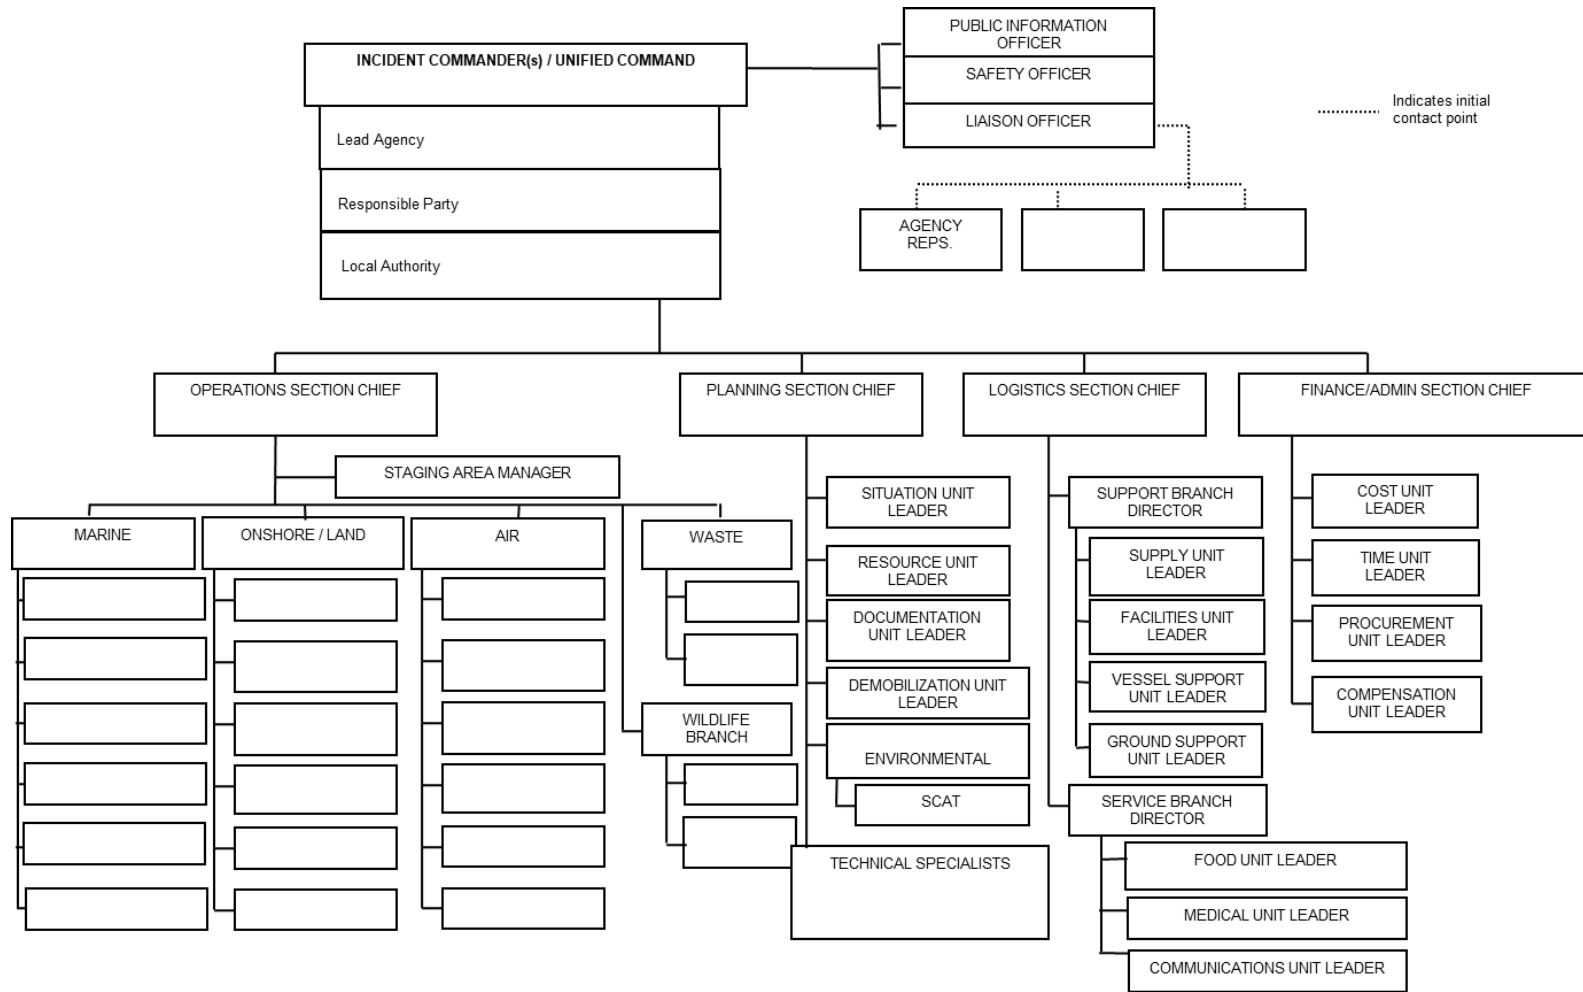 PUBLIC INFORMATION
OFFICER
INCIDENT COMMANDER(s) / UNIFIED COMMAND
SAFETY OFFICER
LIAISON OFFICER
Indicates initial
contact point
Lead Agency
Responsible Party
Local Authority
AGENCY
REPS.
OPERATIONS SECTION CHIEF
PLANNING SECTION CHIEF
LOGISTICS SECTION CHIEF
FINANCE/ADMIN SECTION CHIEF
STAGING AREA MANAGER
MARINE
ONSHORE / LAND
AIR
WASTE
WILDLIFE
BRANCH
SITUATION UNIT
LEADER
RESOURCE UNIT
LEADER
DOCUMENTATION
UNIT LEADER
DEMOBILIZATION UNIT
LEADER
ENVIRONMENTAL
SCAT
TECHNICAL SPECIALISTS
SUPPORT BRANCH
DIRECTOR
SUPPLY UNIT
LEADER
FACILITIES UNIT
LEADER
VESSEL SUPPORT
UNIT LEADER
GROUND SUPPORT
UNIT LEADER
SERVICE BRANCH
DIRECTOR
FOOD UNIT LEADER
MEDICAL UNIT LEADER
COMMUNICATIONS UNIT LEADER
COST UNIT
LEADER
TIME UNIT
LEADER
PROCUREMENT
UNIT LEADER
COMPENSATION
UNIT LEADER